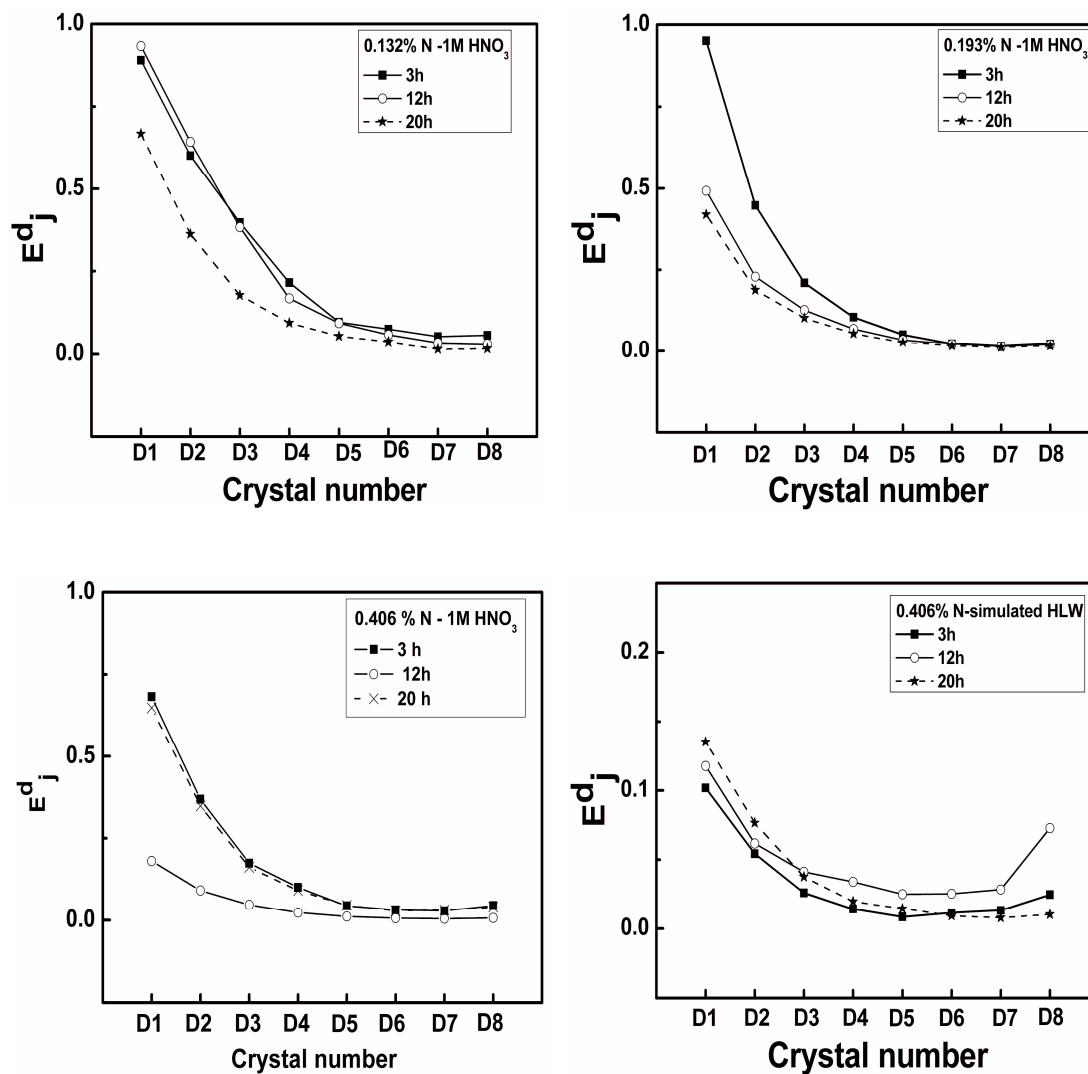 1.0
0.5
0.0
E^d_j
0.132% N -1M HNO₃
3h
12h
20h
D1 D2 D3 D4 D5 D6 D7 D8
Crystal number
1.0
0.5
0.0
E^d_j
0.193% N -1M HNO₃
3h
12h
20h
D1 D2 D3 D4 D5 D6 D7 D8
Crystal number
1.0
0.5
0.0
E^d_j
0.406 % N - 1M HNO₃
3 h
12h
20 h
D1 D2 D3 D4 D5 D6 D7 D8
Crystal number
0.2
0.1
0.0
E^d_j
0.406% N-simulated HLW
3h
12h
20h
D1 D2 D3 D4 D5 D6 D7 D8
Crystal number